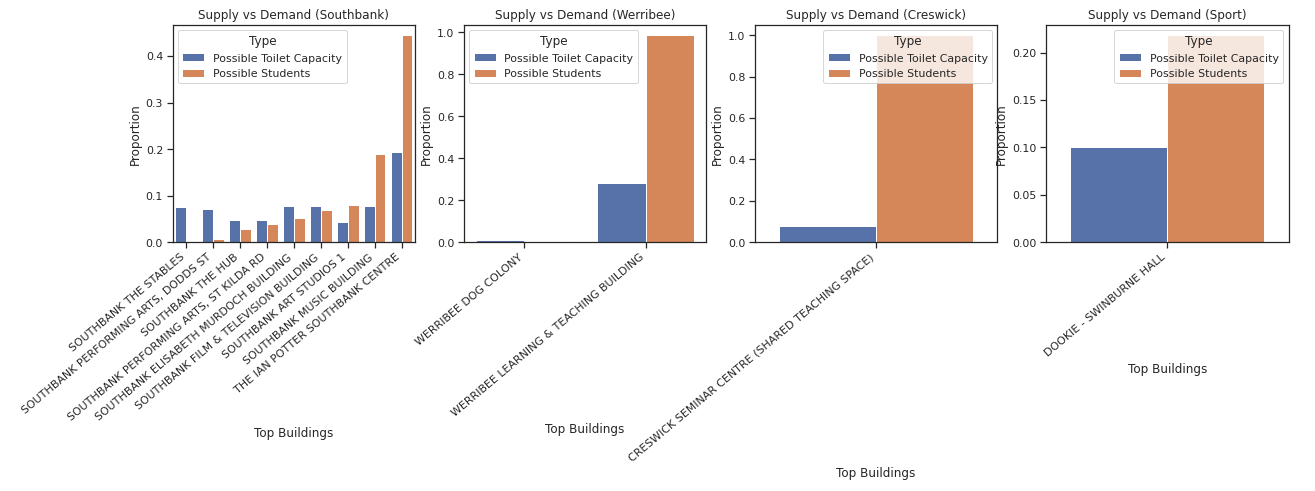 Supply vs Demand (Southbank)
Type
Possible Toilet Capacity
Possible Students
Proportion
0.4
0.3
0.2
0.1
0.0
SOUTHBANK THE STABLES
SOUTHBANK PERFORMING ARTS, DODDS ST
SOUTHBANK THE HUB
SOUTHBANK PERFORMING ARTS, ST KILDA RD
SOUTHBANK ELISABETH MURDOCH BUILDING
SOUTHBANK FILM & TELEVISION BUILDING
SOUTHBANK ART STUDIOS 1
SOUTHBANK MUSIC BUILDING
THE IAN POTTER SOUTHBANK CENTRE
Top Buildings
Supply vs Demand (Werribee)
Type
Possible Toilet Capacity
Possible Students
Proportion
1.0
0.8
0.6
0.4
0.2
0.0
WERRIBEE DOG COLONY
WERRIBEE LEARNING & TEACHING BUILDING
Top Buildings
Supply vs Demand (Creswick)
Type
Possible Toilet Capacity
Possible Students
Proportion
1.0
0.8
0.6
0.4
0.2
0.0
CRESWICK SEMINAR CENTRE (SHARED TEACHING SPACE)
Top Buildings
Supply vs Demand (Sport)
Type
Possible Toilet Capacity
Possible Students
Proportion
0.20
0.15
0.10
0.05
0.00
DOOKIE - SWINBURNE HALL
Top Buildings